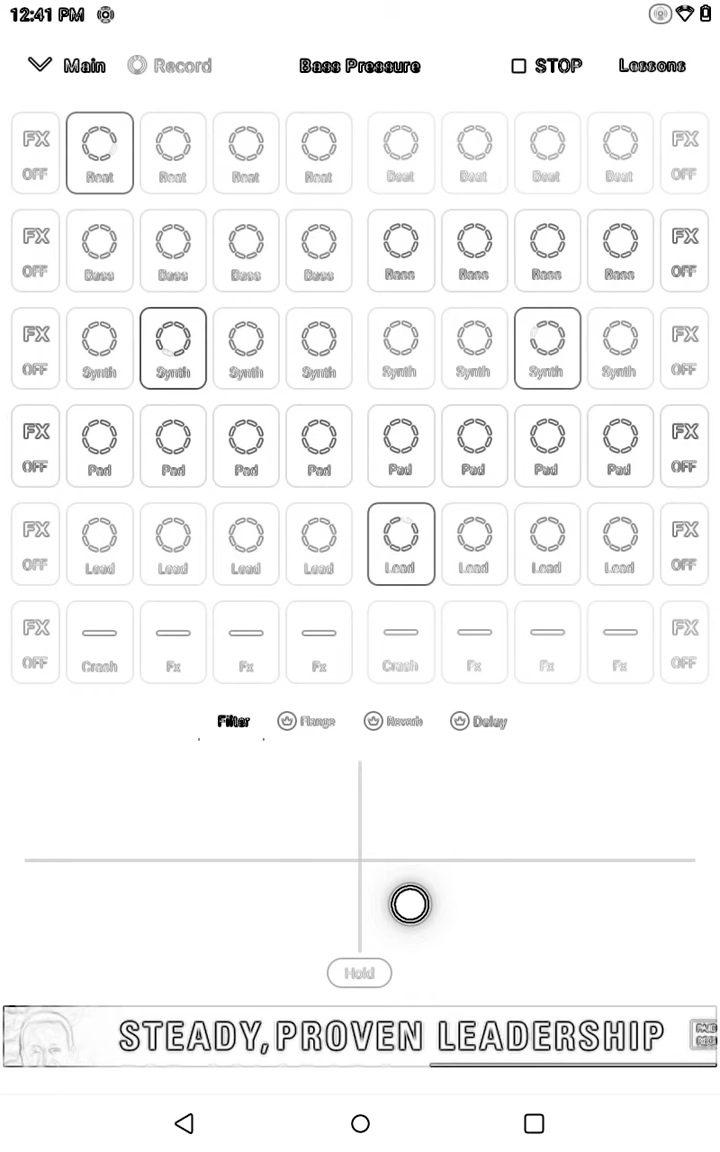 12:41 PM
Main Record Bass Pressure STOP Lessons
FX Beat Beat Beat Beat Beat Beat Beat Beat FX
OFF OFF
FX Bass Bass Bass Bass Bass Bass Bass Bass FX
OFF OFF
FX Synth Synth Synth Synth Synth Synth Synth Synth FX
OFF OFF
FX Pad Pad Pad Pad Pad Pad Pad Pad FX
OFF OFF
FX Lead Lead Lead Lead Lead Lead Lead Lead FX
OFF OFF
FX Crash Fx Fx Fx Crash Fx Fx Fx FX
OFF OFF
Filter Flange Reverb Delay
Hold
STEADY, PROVEN LEADERSHIP